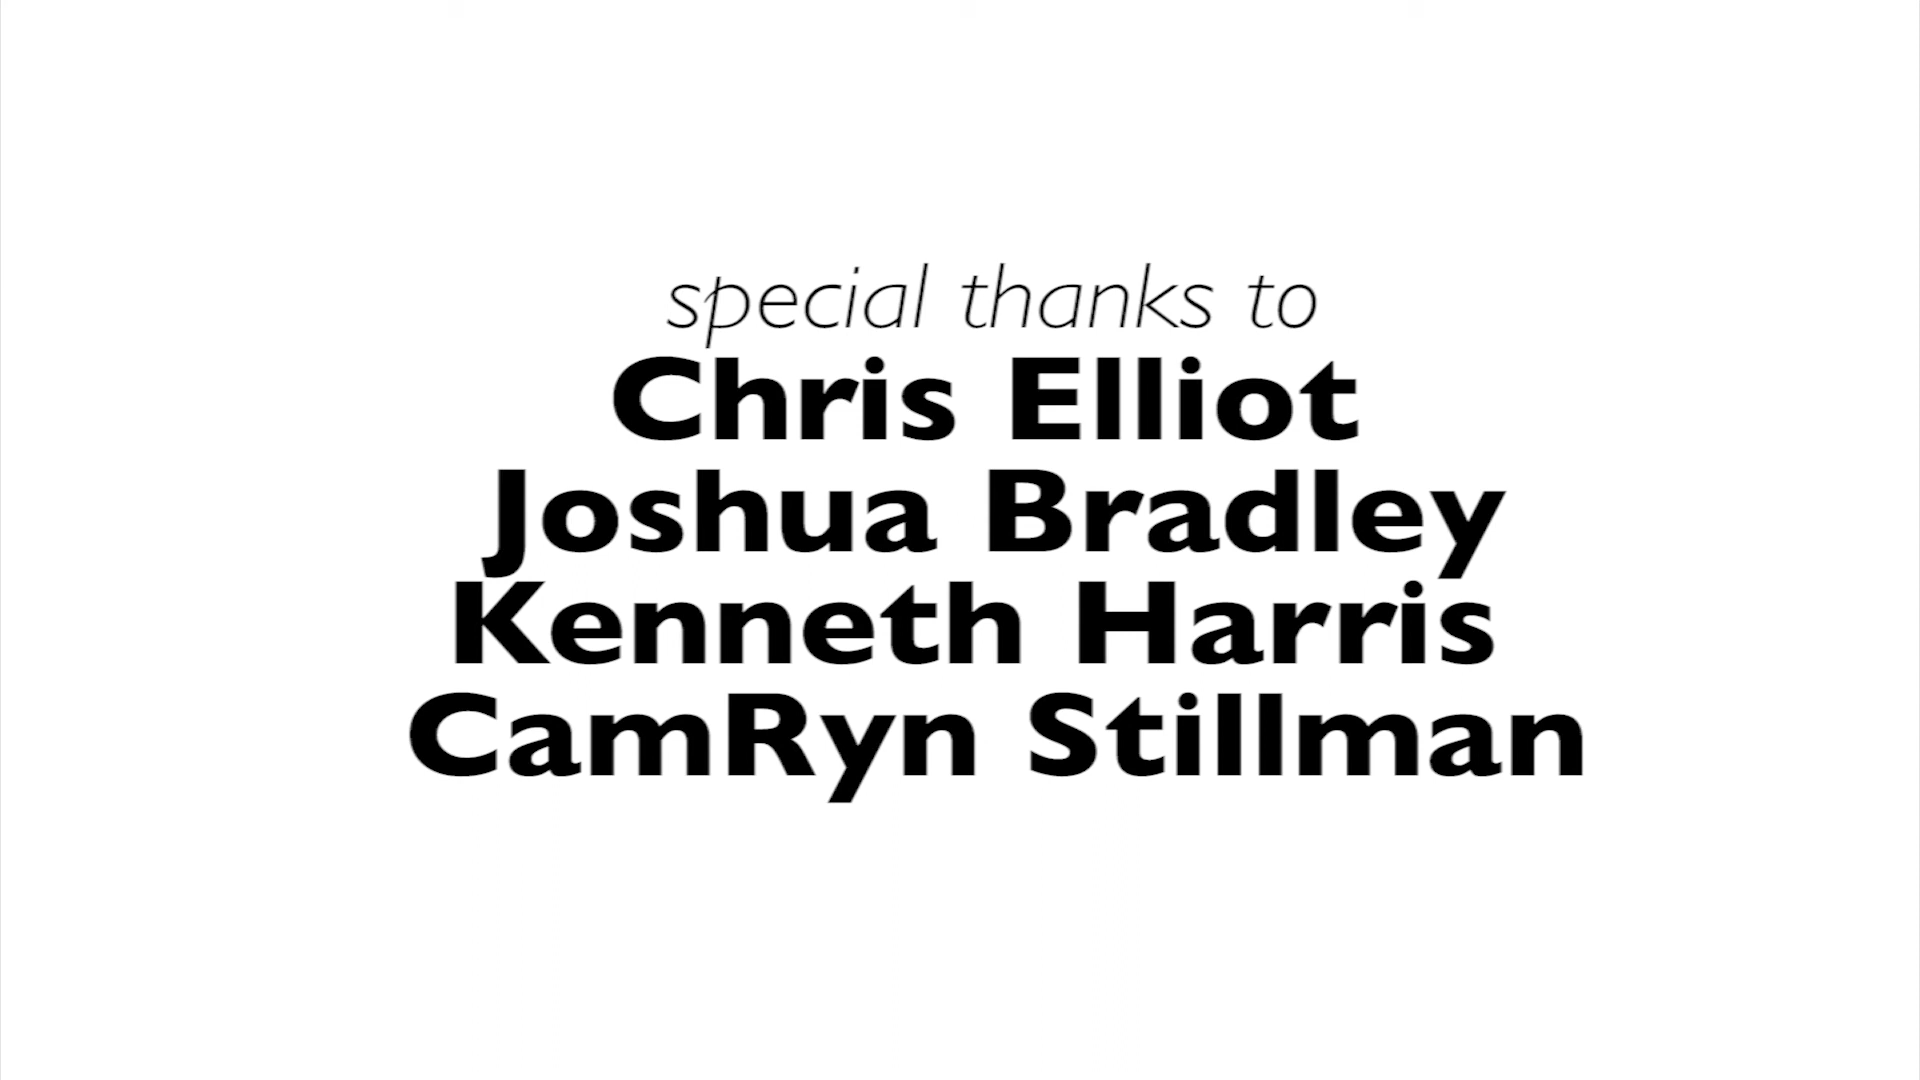 special thanks to
Chris Elliot
Joshua Bradley
Kenneth Harris
CamRyn Stillman